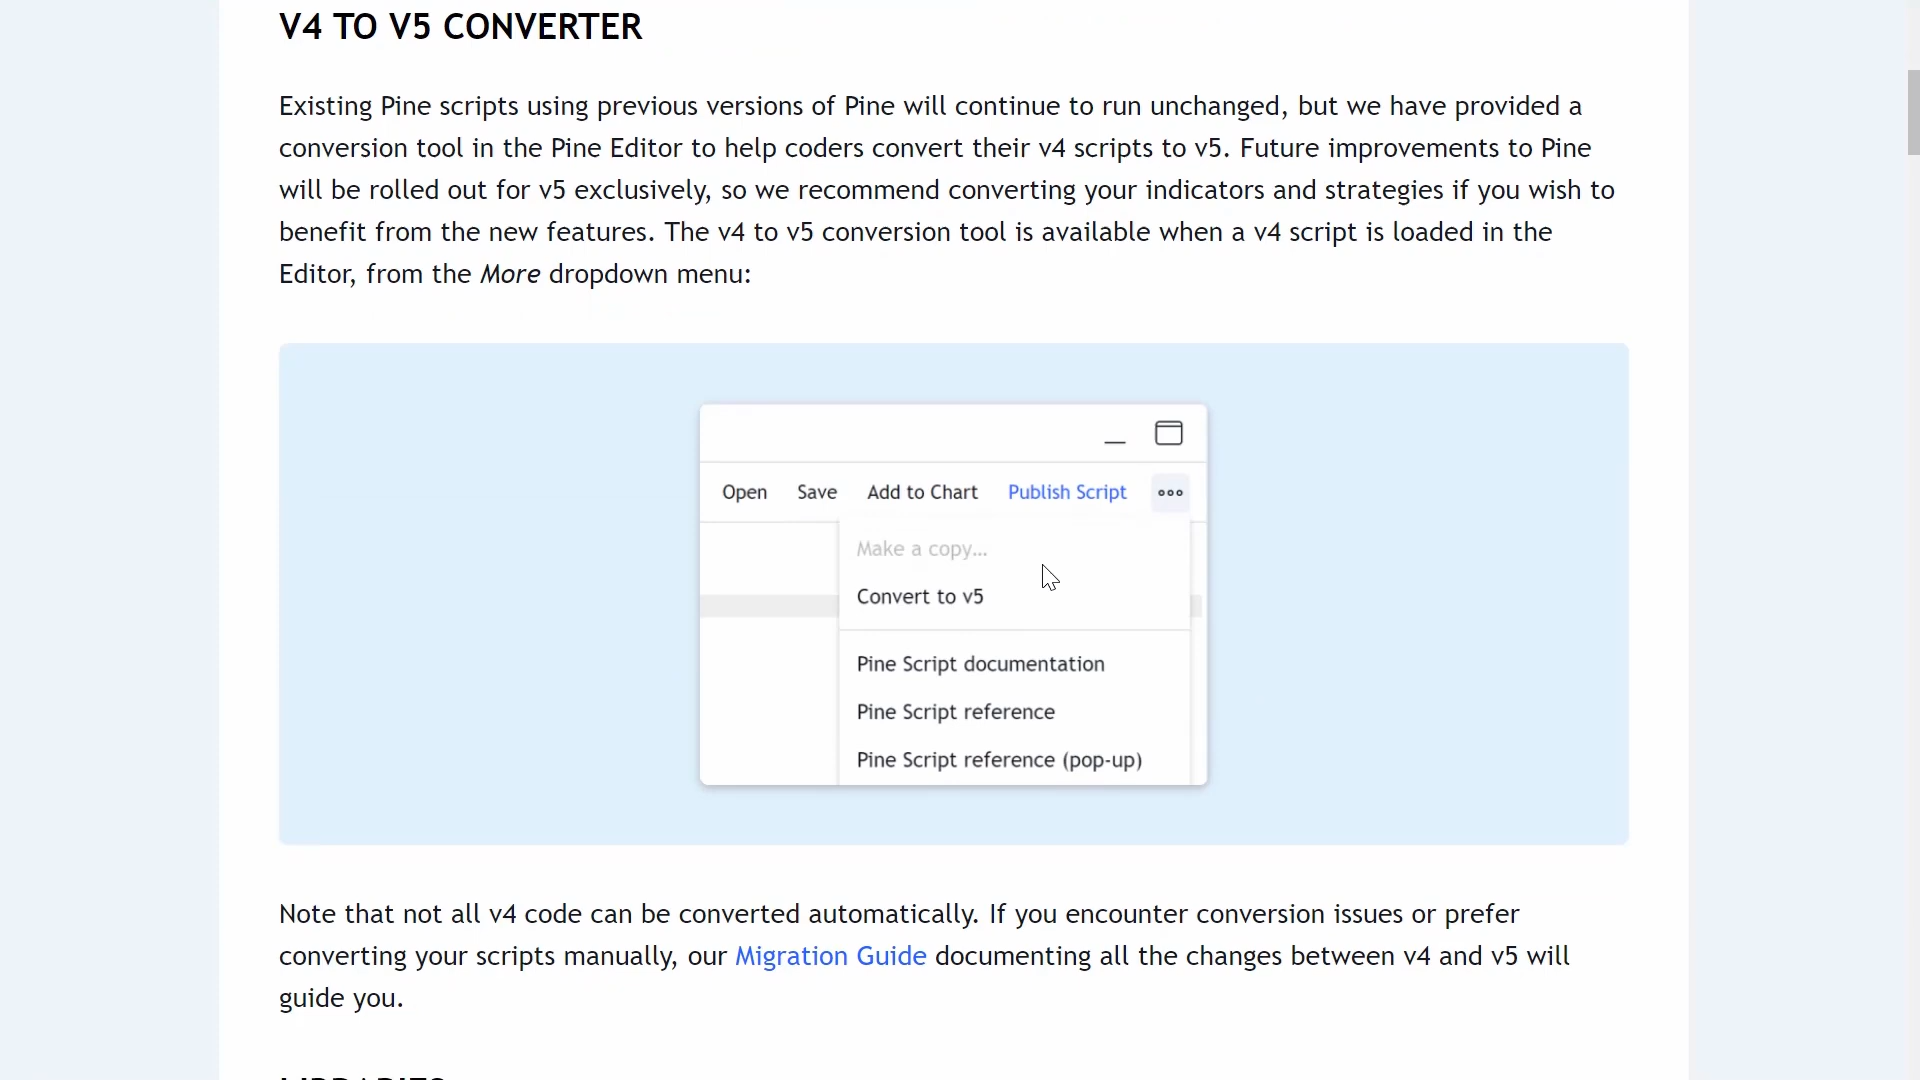 V4 TO V5 CONVERTER
Existing Pine scripts using previous versions of Pine will continue to run unchanged, but we have provided a
conversion tool in the Pine Editor to help coders convert their v4 scripts to v5. Future improvements to Pine
will be rolled out for v5 exclusively, so we recommend converting your indicators and strategies if you wish to
benefit from the new features. The v4 to v5 conversion tool is available when a v4 script is loaded in the
Editor, from the More dropdown menu:
Open Save Add to Chart Publish Script
Make a copy...
Convert to v5
Pine Script documentation
Pine Script reference
Pine Script reference (pop-up)
Note that not all v4 code can be converted automatically. If you encounter conversion issues or prefer
converting your scripts manually, our Migration Guide documenting all the changes between v4 and v5 will
guide you.